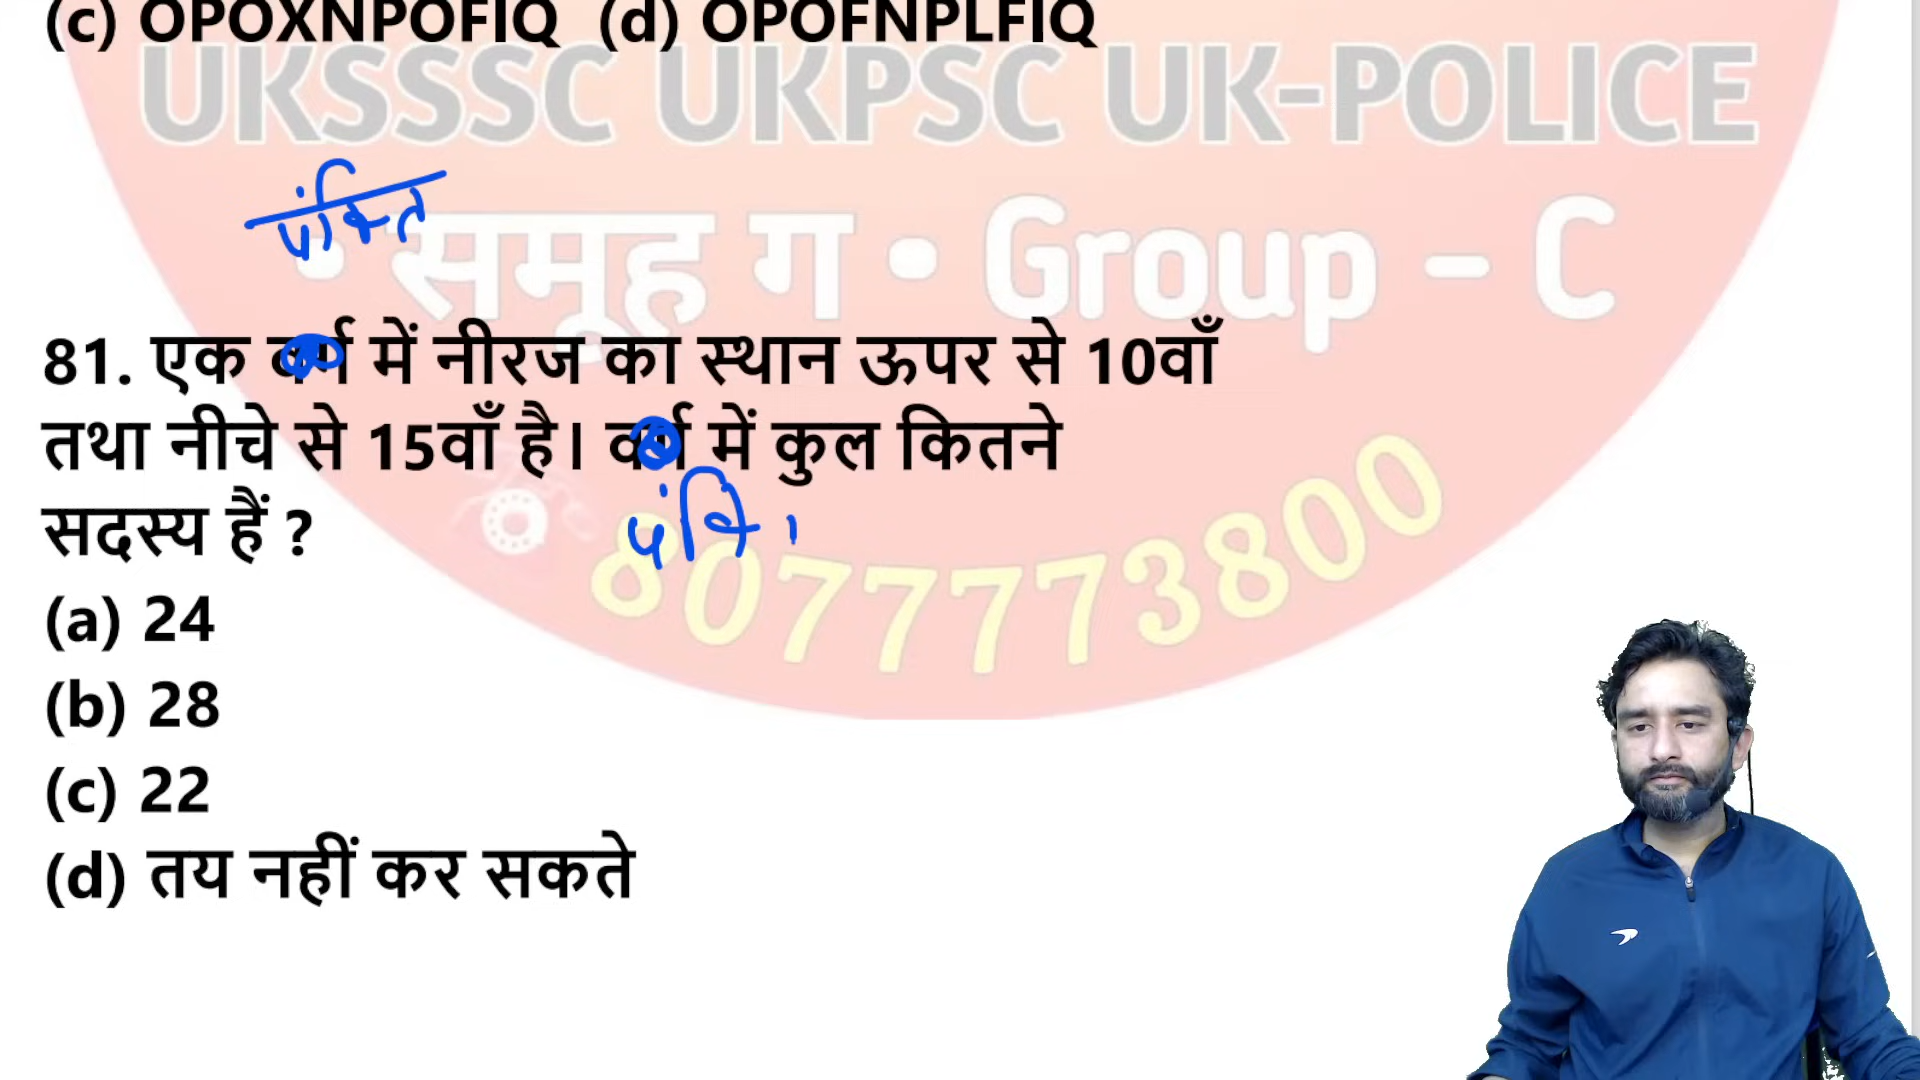 (c) OPOXNPOFIQ (d) OPOFNPLFIQ
UKSSSC UKPSC UK-POLICE
पंक्ति
• समूह ग • Group - C
81. एक वर्ग में नीरज का स्थान ऊपर से 10वाँ
तथा नीचे से 15वाँ है। वर्ग में कुल कितने
सदस्य हैं ?
8077773800
(a) 24
(b) 28
(c) 22
(d) तय नहीं कर सकते